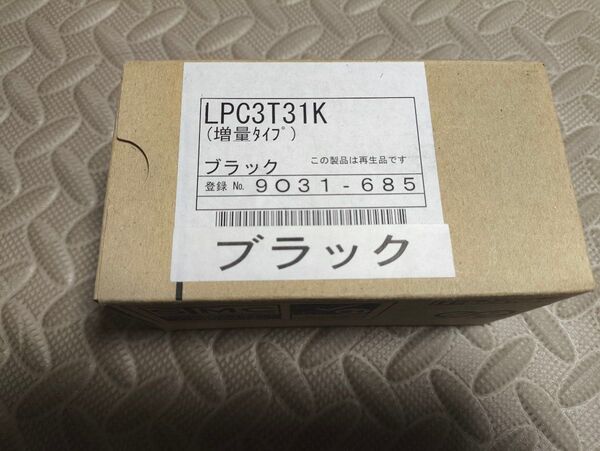 LPC3T31K
(増量ﾀｲﾌﾟ)
ブラック この製品は再生品です
登録 No. 9031-685
ブラック